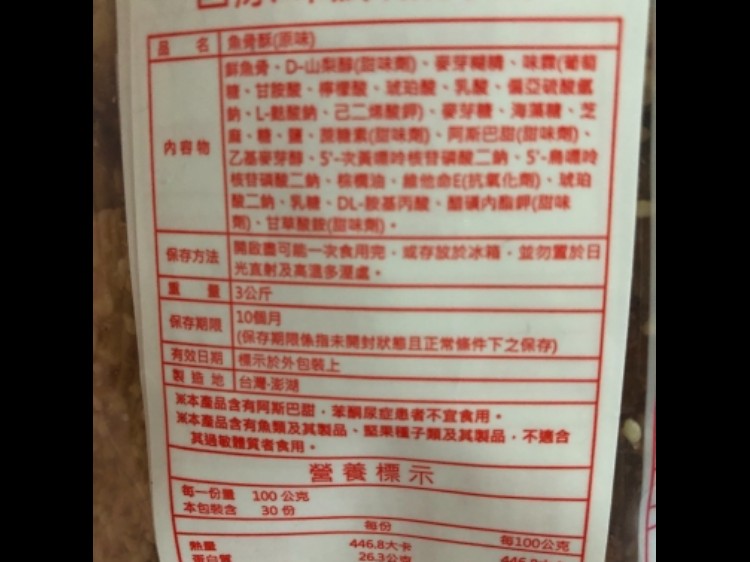 品名 魚骨酥(原味)
內容物
鮮魚骨、D-山梨醇(甜味劑)、麥芽糊精、味霖(葡萄
糖、甘胺酸、檸檬酸、琥珀酸、乳酸、偏亞硫酸氫
鈉、L-麩酸鈉、己二烯酸鉀)、麥芽糖、海藻糖、芝
麻、糖、鹽、蔗糖素(甜味劑)、阿斯巴甜(甜味劑)、
乙基麥芽醇、5'-次黃嘌呤核苷磷酸二鈉、5'-鳥嘌呤
核苷磷酸二鈉、棕櫚油、維他命E(抗氧化劑)、琥珀
酸二鈉、乳糖、DL-胺基丙酸、醋磺內酯鉀(甜味
劑)、甘草酸銨(甜味劑)。
保存方法
開啟盡可能一次食用完,或存放於冰箱,並勿置於日
光直射及高溫多濕處。
重量 3公斤
保存期限
10個月
(保存期限係指未開封狀態且正常條件下之保存)
有效日期 標示於外包裝上
製造地 台灣-澎湖
※本產品含有阿斯巴甜,苯酮尿症患者不宜食用。
※本產品含有魚類及其製品、堅果種子類及其製品,不適合
其過敏體質者食用。
營養標示
每一份量 100 公克
本包裝含 30 份
每份 每100公克
熱量 446.8大卡 446.8大卡
蛋白質 26.3公克